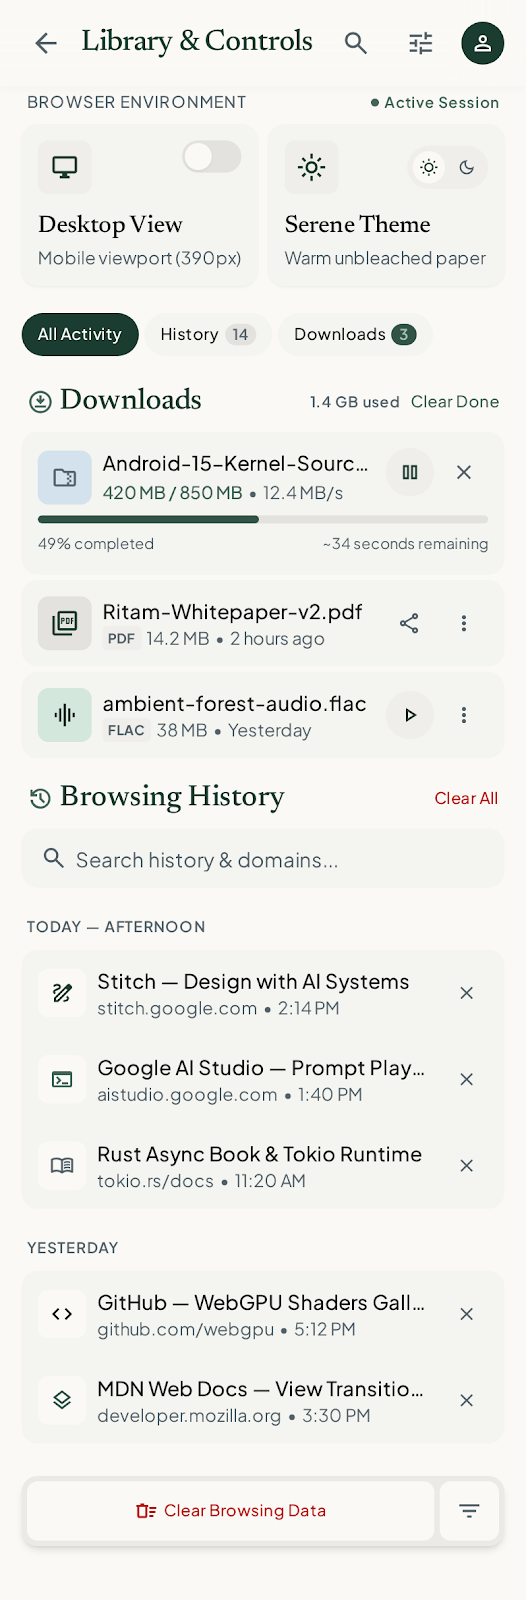 Library & Controls
BROWSER ENVIRONMENT
Active Session
Desktop View
Mobile viewport (390px)
Serene Theme
Warm unbleached paper
All Activity
History 14
Downloads 3
Downloads
1.4 GB used
Clear Done
Android-15-Kernel-Sourc...
420 MB / 850 MB • 12.4 MB/s
49% completed
~34 seconds remaining
Ritam-Whitepaper-v2.pdf
PDF 14.2 MB • 2 hours ago
ambient-forest-audio.flac
FLAC 38 MB • Yesterday
Browsing History
Clear All
Search history & domains...
TODAY — AFTERNOON
Stitch — Design with AI Systems
stitch.google.com • 2:14 PM
Google AI Studio — Prompt Play...
aistudio.google.com • 1:40 PM
Rust Async Book & Tokio Runtime
tokio.rs/docs • 11:20 AM
YESTERDAY
GitHub — WebGPU Shaders Gall...
github.com/webgpu • 5:12 PM
MDN Web Docs — View Transitio...
developer.mozilla.org • 3:30 PM
Clear Browsing Data